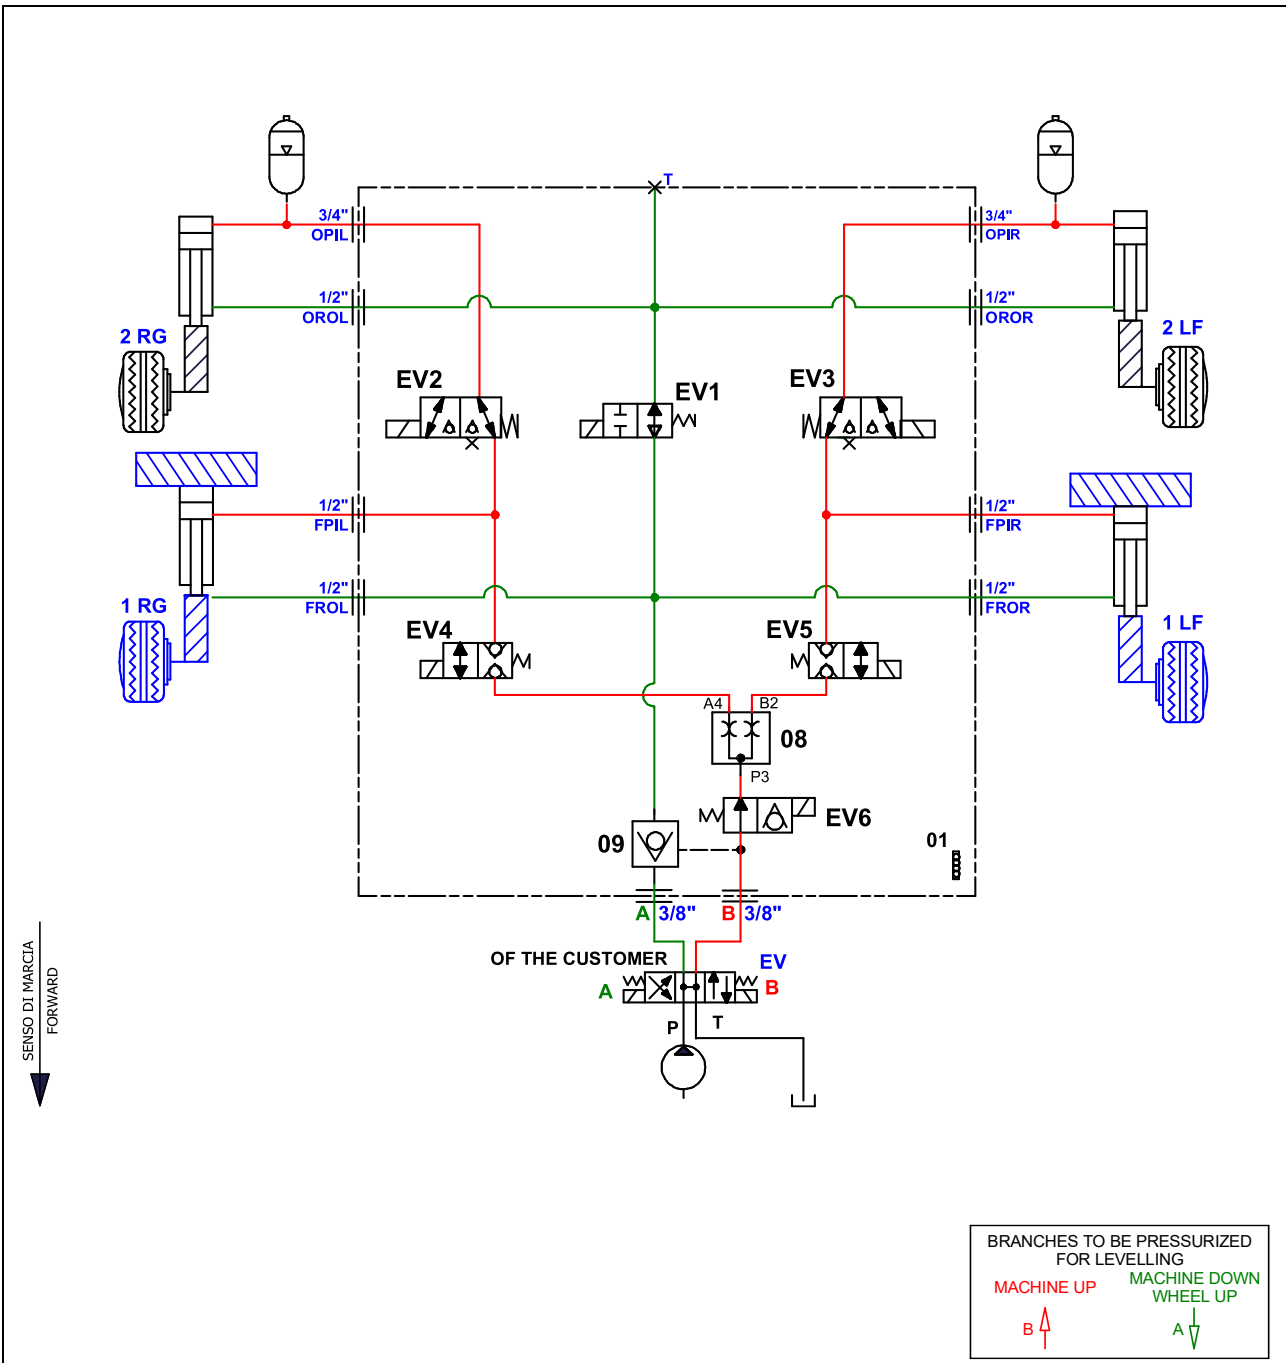 T
3/4"
OPIL
3/4"
OPIR
1/2"
OROL
1/2"
OROR
2 RG
2 LF
EV2
EV1
EV3
1/2"
FPIL
1/2"
FPIR
1/2"
FROL
1/2"
FROR
1 RG
1 LF
EV4
EV5
A4
B2
08
P3
EV6
09
01
A 3/8"
B 3/8"
OF THE CUSTOMER
EV
A
B
P
T
SENSO DI MARCIA
FORWARD
BRANCHES TO BE PRESSURIZED
FOR LEVELLING
MACHINE UP
MACHINE DOWN
WHEEL UP
B
A